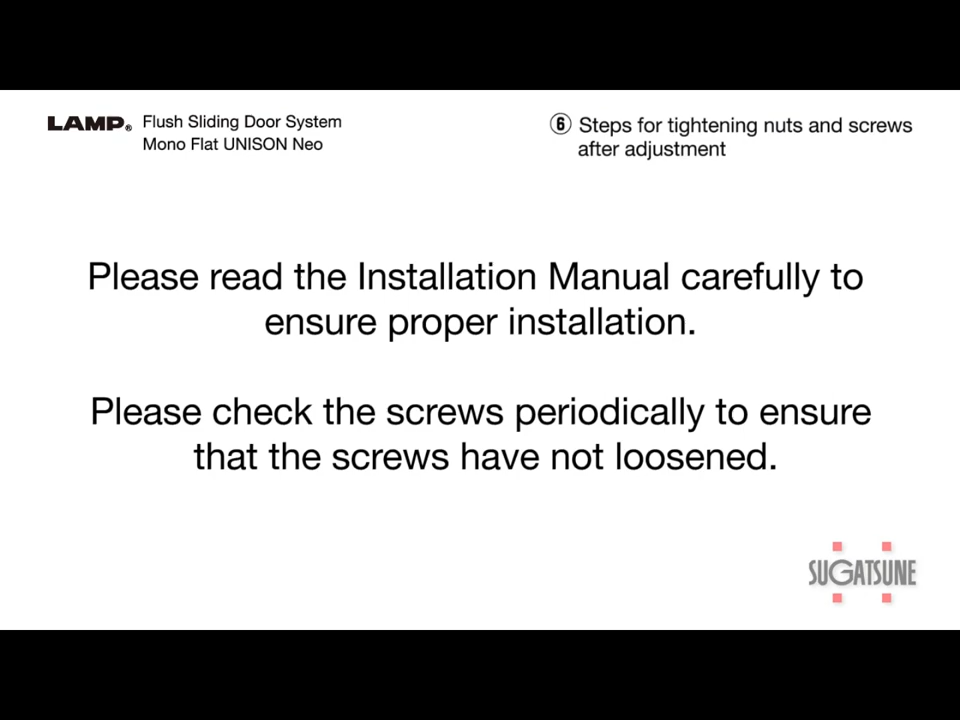 LAMP® Flush Sliding Door System
Mono Flat UNISON Neo
⑥ Steps for tightening nuts and screws
after adjustment
Please read the Installation Manual carefully to
ensure proper installation.
Please check the screws periodically to ensure
that the screws have not loosened.
SUGATSUNE